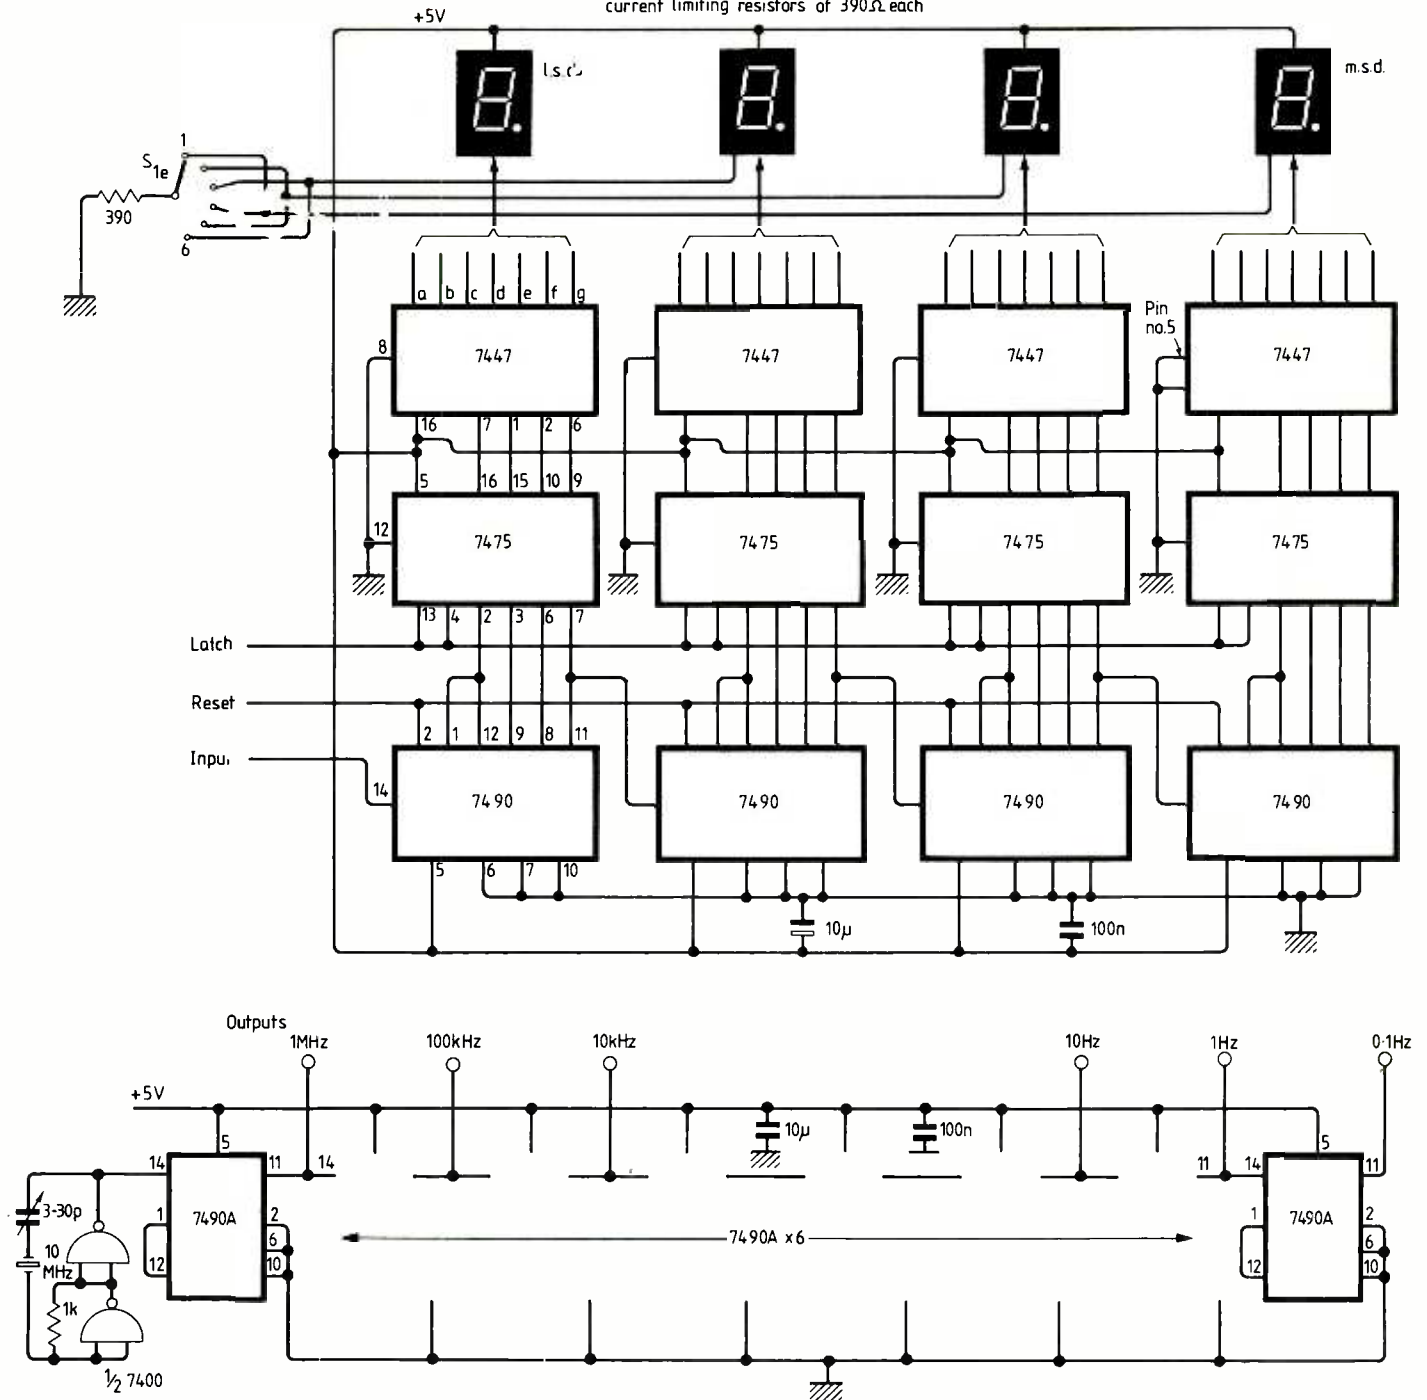 current limiting resistors of 390Ω each
+5V
m.s.d.
1
S1e
390
6
a b c d e f g
Pin
no.5
8 7447 7447 7447 7447
16 7 1 2 6
5 16 15 10 9
12 7475 7475 7475 7475
13 4 2 3 6 7
Latch
Reset
2 1 12 9 8 11
14 7490 7490 7490 7490
5 6 7 10
10µ 100n
Outputs
1MHz 100kHz 10kHz 10Hz 1Hz 0·1Hz
+5V
10µ 100n
5 5
14 11 14 11 14 11
3-30p
1 7490A 2 1 7490A 2
6 6
10
MHz
12 10 12 10
7490A x6
1k
½ 7400